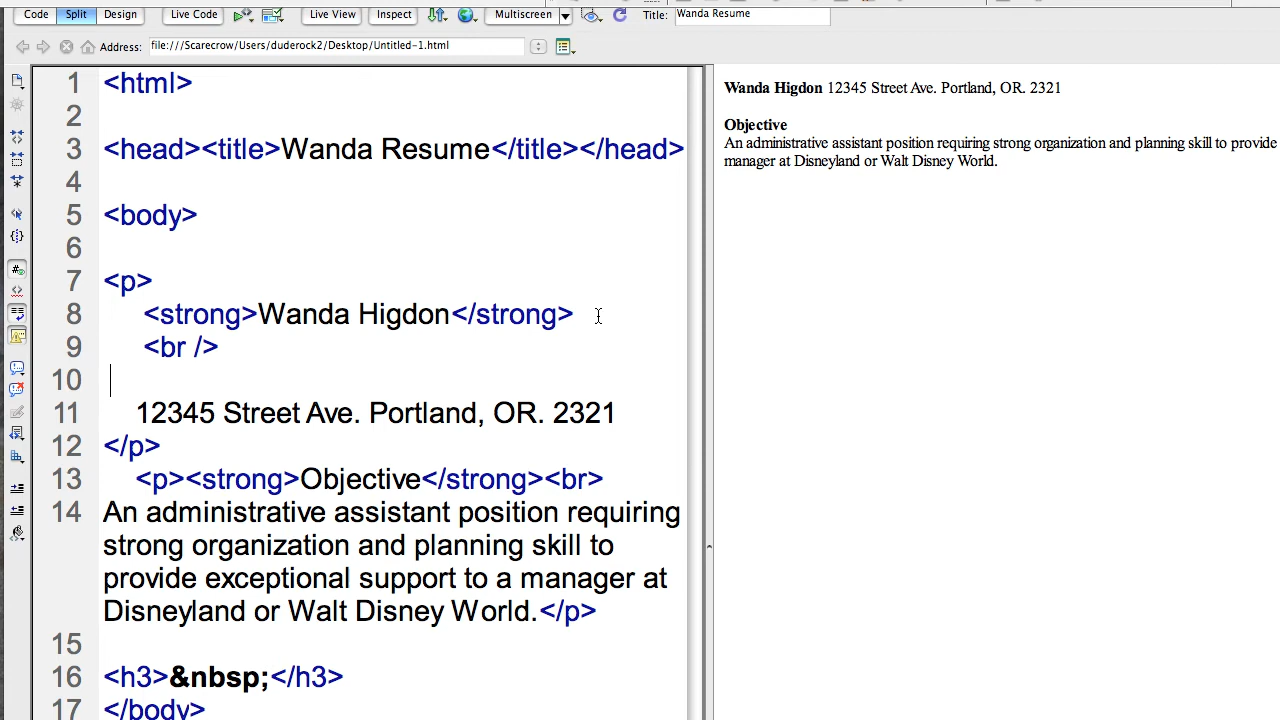 Code Split Design Live Code Live View Inspect Multiscreen Title: Wanda Resume
Address: file:///Scarecrow/Users/duderock2/Desktop/Untitled-1.html
1 <html>
2
3 <head><title>Wanda Resume</title></head>
4
5 <body>
6
7 <p>
8 <strong>Wanda Higdon</strong>
9 <br />
10
11 12345 Street Ave. Portland, OR. 2321
12 </p>
13 <p><strong>Objective</strong><br>
14 An administrative assistant position requiring
strong organization and planning skill to
provide exceptional support to a manager at
Disneyland or Walt Disney World.</p>
15
16 <h3>&nbsp;</h3>
17 </body>
Wanda Higdon 12345 Street Ave. Portland, OR. 2321
Objective
An administrative assistant position requiring strong organization and planning skill to provide
manager at Disneyland or Walt Disney World.